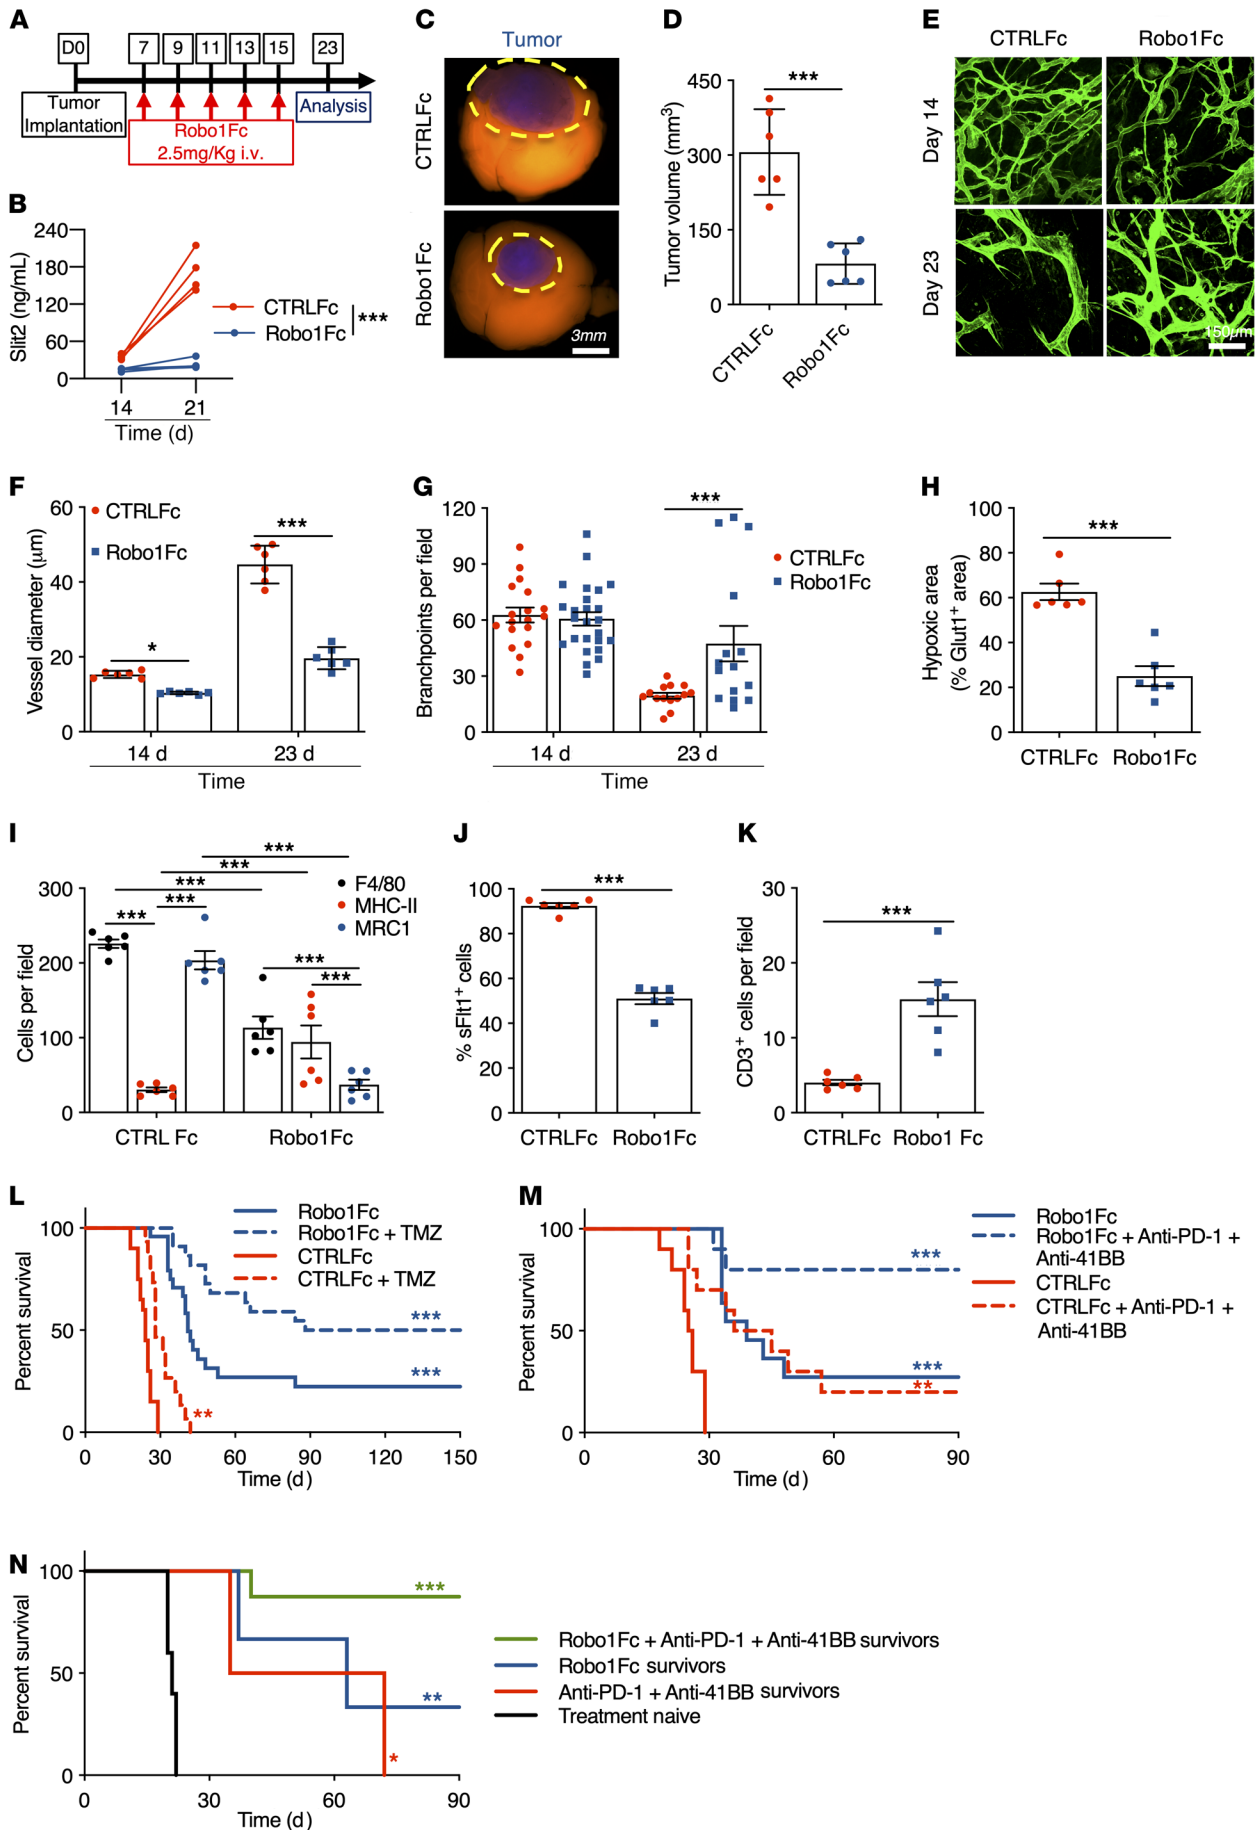 A
D0
7
9
11
13
15
23
Tumor
Implantation
Robo1Fc
2.5mg/Kg i.v.
Analysis
B
Slit2 (ng/mL)
240
180
120
60
0
14
21
Time (d)
CTRLFc
Robo1Fc
***
C
Tumor
CTRLFc
Robo1Fc
3mm
D
Tumor volume (mm³)
450
300
150
0
***
CTRLFc
Robo1Fc
E
CTRLFc
Robo1Fc
Day 14
Day 23
150µm
F
Vessel diameter (µm)
60
40
20
0
CTRLFc
Robo1Fc
*
***
14 d
23 d
Time
G
Branchpoints per field
120
90
60
30
0
***
CTRLFc
Robo1Fc
14 d
23 d
Time
H
Hypoxic area
(% Glut1⁺ area)
100
80
60
40
20
0
***
CTRLFc
Robo1Fc
I
Cells per field
300
200
100
0
***
***
***
***
***
***
***
F4/80
MHC-II
MRC1
CTRL Fc
Robo1Fc
J
% sFlt1⁺ cells
100
80
60
40
20
0
***
CTRLFc
Robo1Fc
K
CD3⁺ cells per field
30
20
10
0
***
CTRLFc
Robo1 Fc
L
Percent survival
100
50
0
Robo1Fc
Robo1Fc + TMZ
CTRLFc
CTRLFc + TMZ
***
***
**
0
30
60
90
120
150
Time (d)
M
Percent survival
100
50
0
***
***
**
0
30
60
90
Time (d)
Robo1Fc
Robo1Fc + Anti-PD-1 +
Anti-41BB
CTRLFc
CTRLFc + Anti-PD-1 +
Anti-41BB
N
Percent survival
100
50
0
***
**
*
0
30
60
90
Time (d)
Robo1Fc + Anti-PD-1 + Anti-41BB survivors
Robo1Fc survivors
Anti-PD-1 + Anti-41BB survivors
Treatment naive